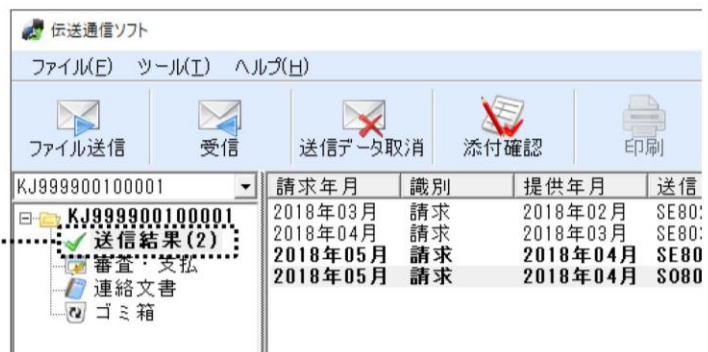 伝送通信ソフト
ファイル(F) ツール(T) ヘルプ(H)
ファイル送信 受信 送信データ取消 添付確認 印刷
KJ999900100001
請求年月 識別 提供年月 送信
KJ999900100001
送信結果(2)
審査・支払
連絡文書
ゴミ箱
2018年03月 請求 2018年02月 SE80
2018年04月 請求 2018年03月 SE80
2018年05月 請求 2018年04月 SE80
2018年05月 請求 2018年04月 SO80